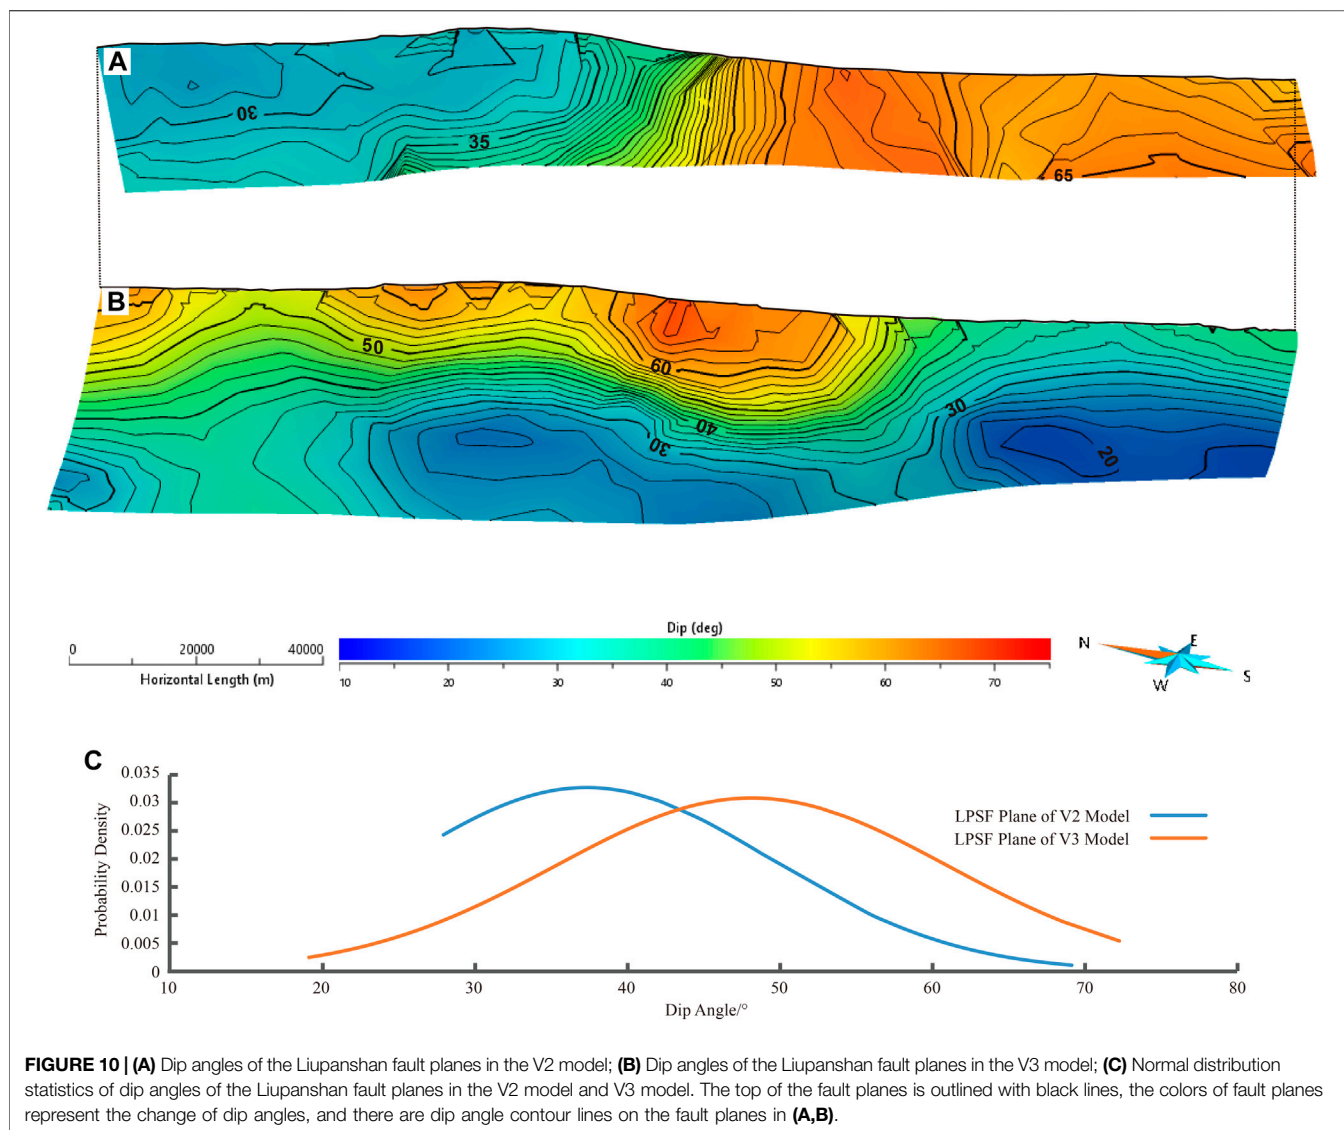 A
30
35
65
B
50
60
40
30
30
20
Dip (deg)
0 20000 40000
Horizontal Length (m)
10 20 30 40 50 60 70
N E
W S
C
Probability Density
0.035
0.03
0.025
0.02
0.015
0.01
0.005
0
10 20 30 40 50 60 70 80
Dip Angle/°
LPSF Plane of V2 Model
LPSF Plane of V3 Model
FIGURE 10 | (A) Dip angles of the Liupanshan fault planes in the V2 model; (B) Dip angles of the Liupanshan fault planes in the V3 model; (C) Normal distribution
statistics of dip angles of the Liupanshan fault planes in the V2 model and V3 model. The top of the fault planes is outlined with black lines, the colors of fault planes
represent the change of dip angles, and there are dip angle contour lines on the fault planes in (A,B).